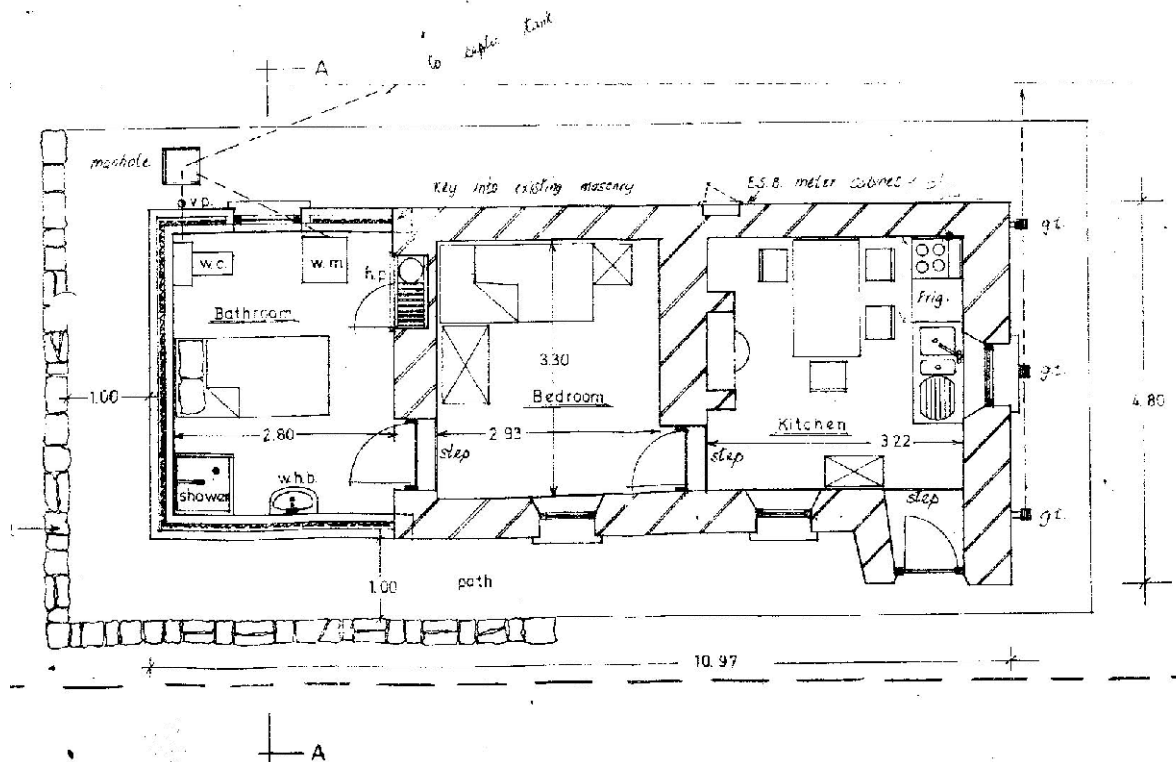 to septic tank
A
manhole
v.p.
Key into existing masonry
E.S.B. meter cabinet
g.t.
w.c.
w.m.
h.p.
Frig.
Bathroom
3.30
Bedroom
g.t.
1.00
4.80
2.80
2.93
Kitchen
3.22
step
step
shower
w.h.b.
step
g.t.
1.00
path
10.97
A